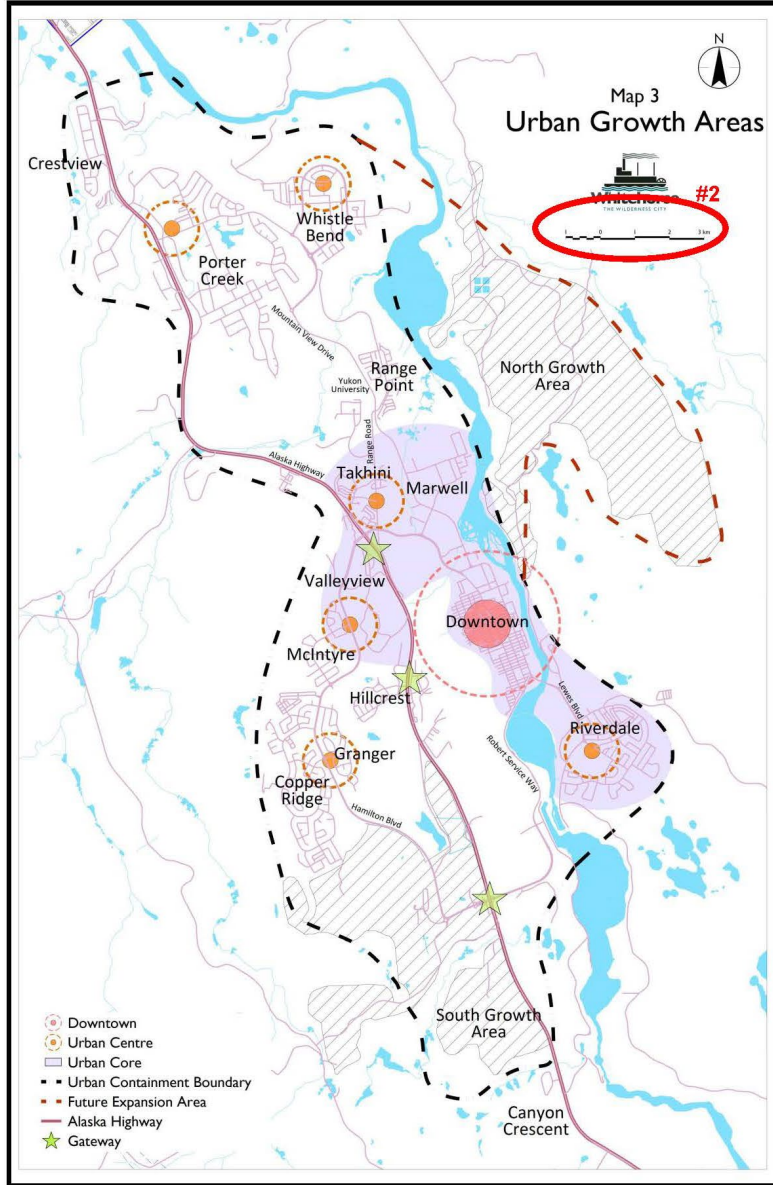 N
Map 3
Urban Growth Areas
Whitehorse
THE WILDERNESS CITY
#2
1 0 1 2 3 km
Crestview
Whistle
Bend
Porter
Creek
Mountain View Drive
Range
Point
Yukon
University
North Growth
Area
Range Road
Alaska Highway
Takhini
Marwell
Valleyview
Downtown
McIntyre
Hillcrest
Lewes Blvd
Riverdale
Granger
Robert Service Way
Copper
Ridge
Hamilton Blvd
South Growth
Area
Canyon
Crescent
Downtown
Urban Centre
Urban Core
Urban Containment Boundary
Future Expansion Area
Alaska Highway
Gateway